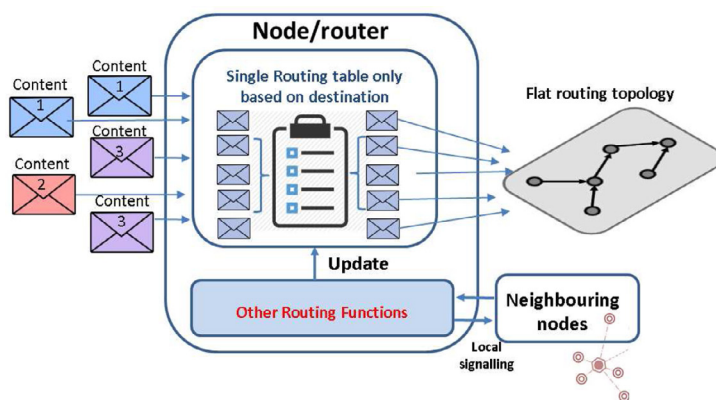 Node/router
Single Routing table only
based on destination
Content
1
Content
1
Content
3
Content
2
Content
3
Flat routing topology
Update
Other Routing Functions
Neighbouring
nodes
Local
signalling